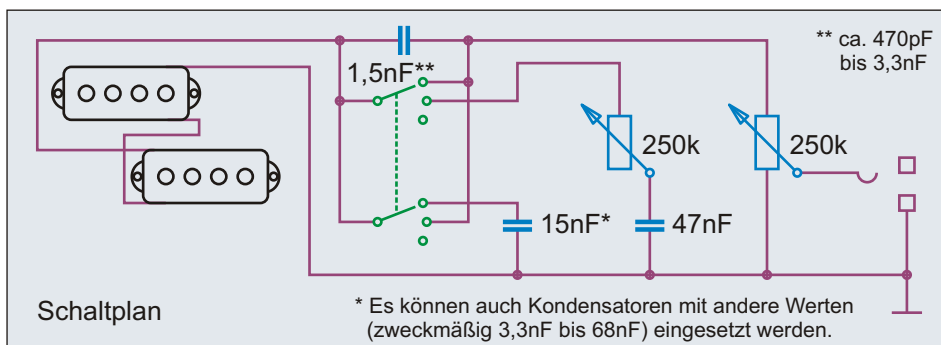 ** ca. 470pF
bis 3,3nF
1,5nF**
250k
250k
15nF*
47nF
Schaltplan
* Es können auch Kondensatoren mit andere Werten
(zweckmäßig 3,3nF bis 68nF) eingesetzt werden.